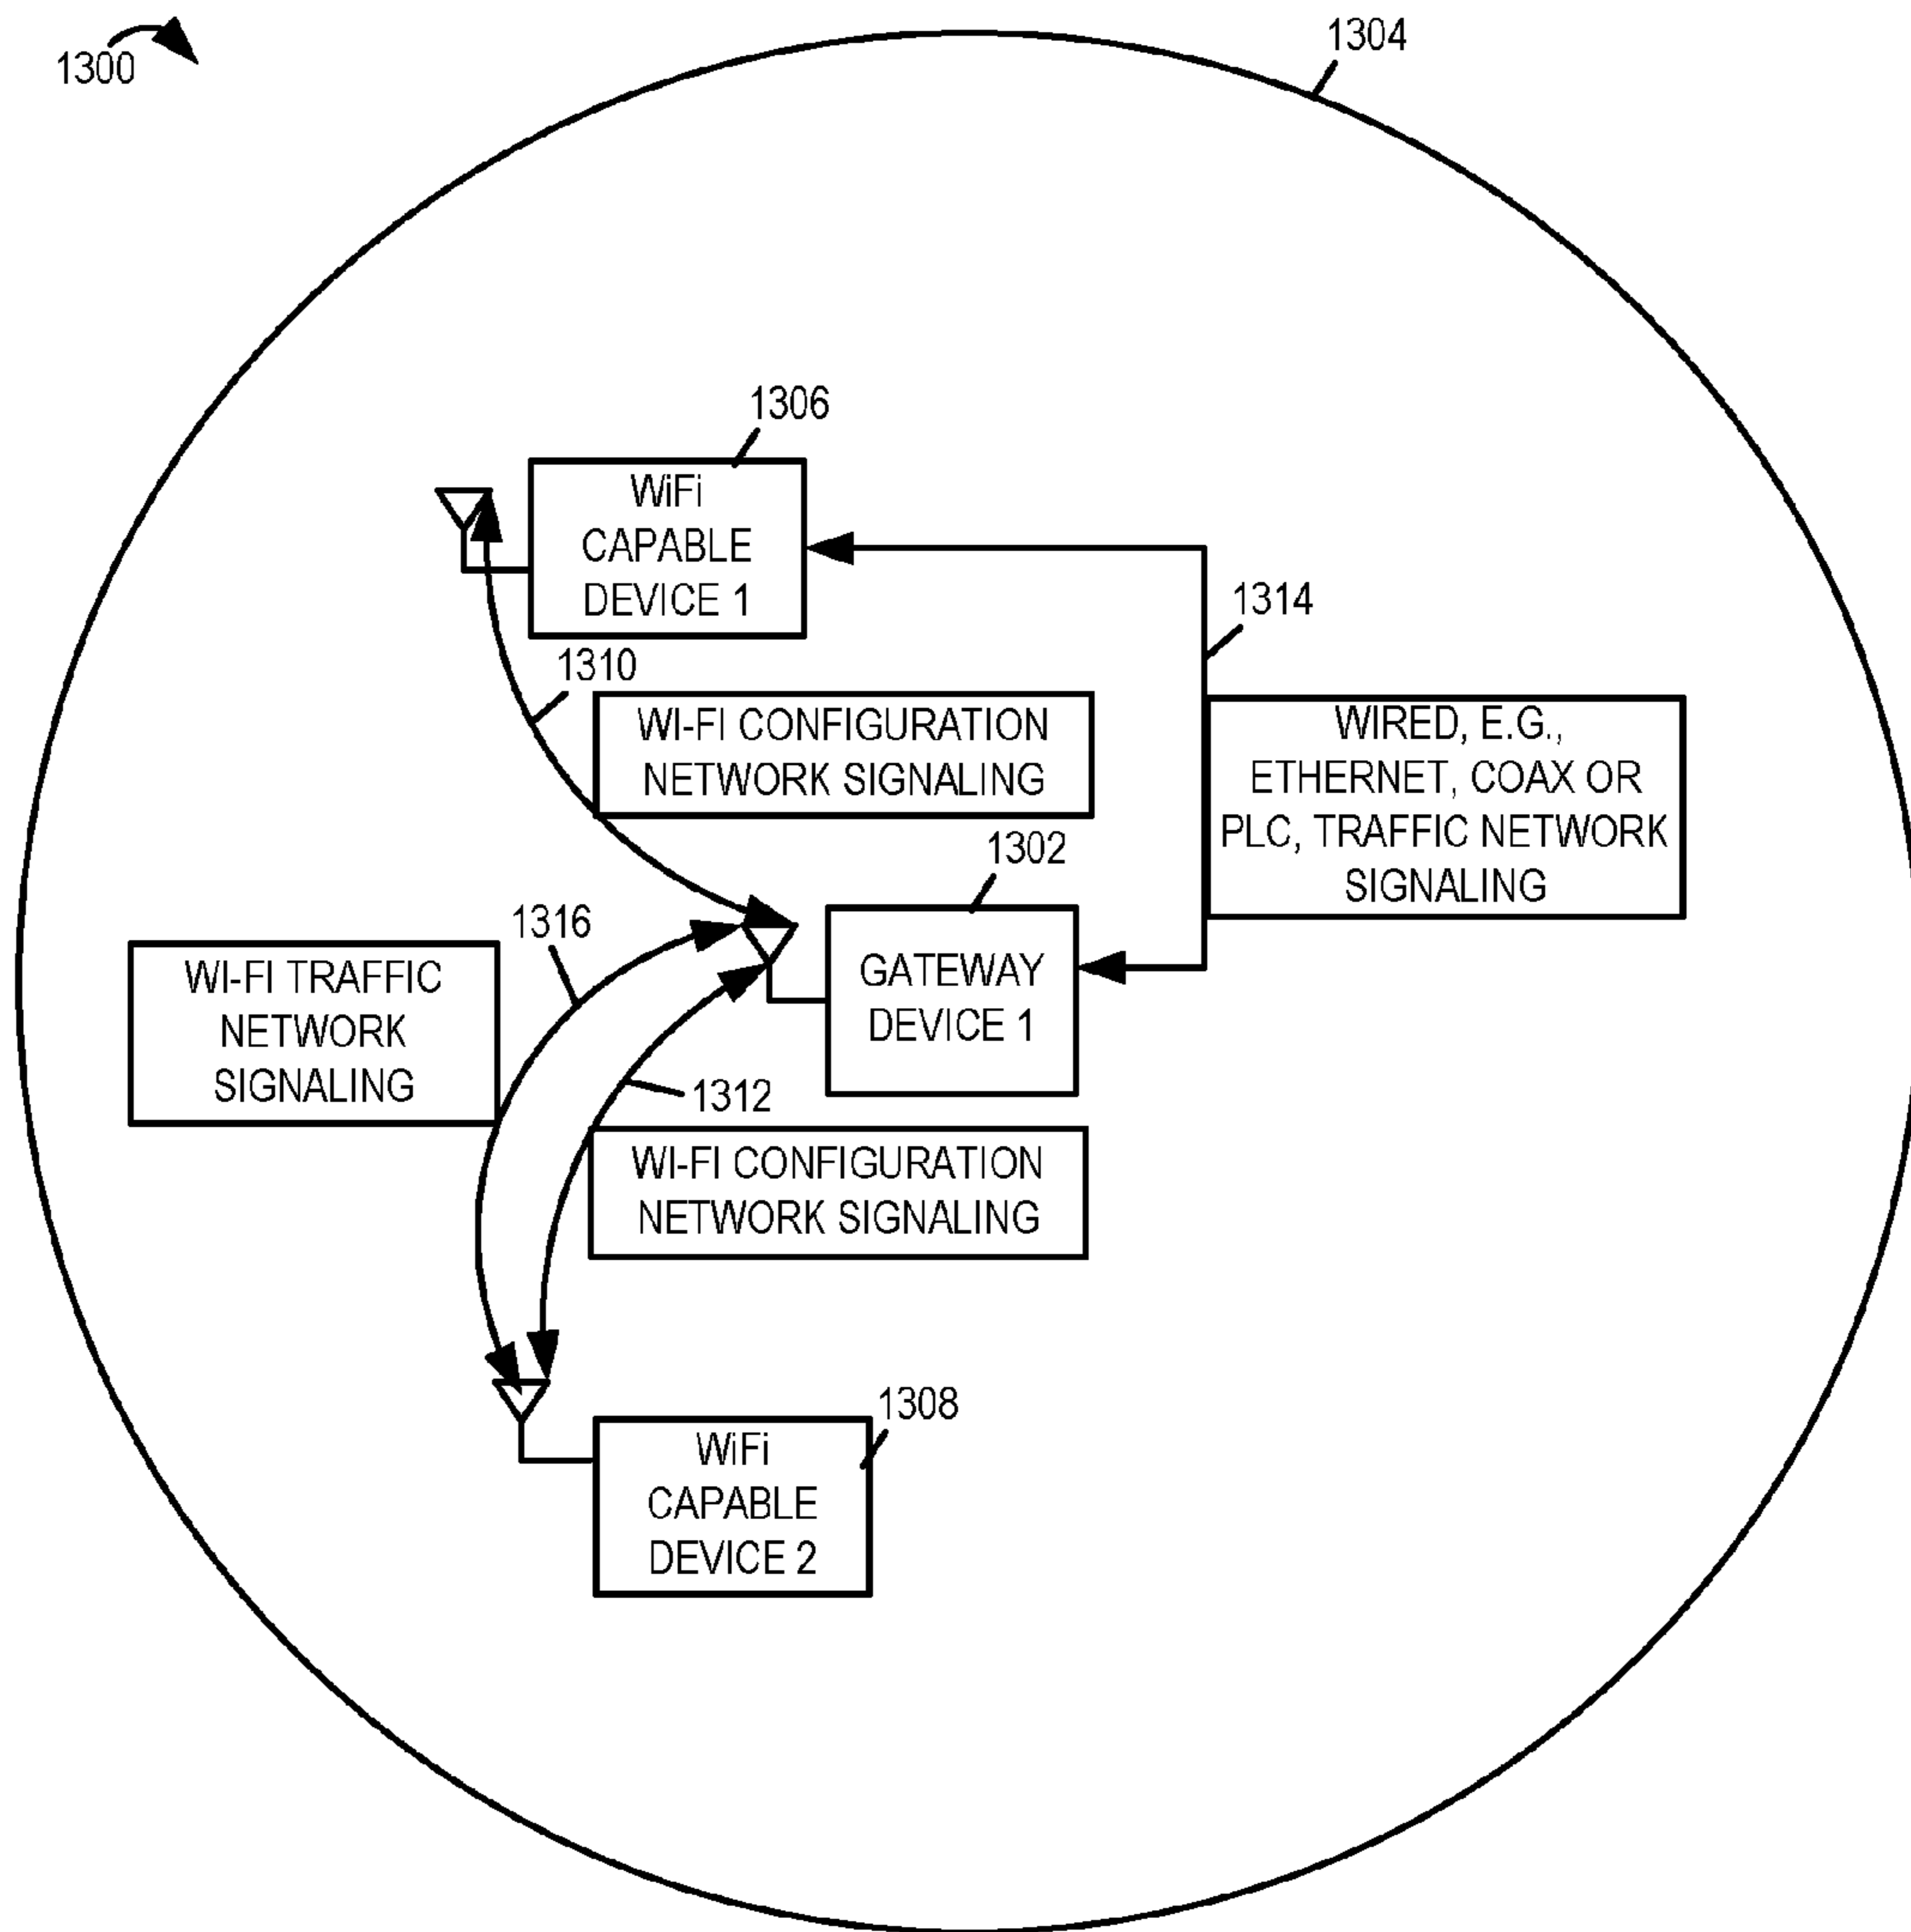 1300
1304
1306
WiFi
CAPABLE
DEVICE 1
1314
1310
WI-FI CONFIGURATION
NETWORK SIGNALING
WIRED, E.G.,
ETHERNET, COAX OR
PLC, TRAFFIC NETWORK
SIGNALING
1302
1316
GATEWAY
DEVICE 1
WI-FI TRAFFIC
NETWORK
SIGNALING
1312
WI-FI CONFIGURATION
NETWORK SIGNALING
1308
WiFi
CAPABLE
DEVICE 2